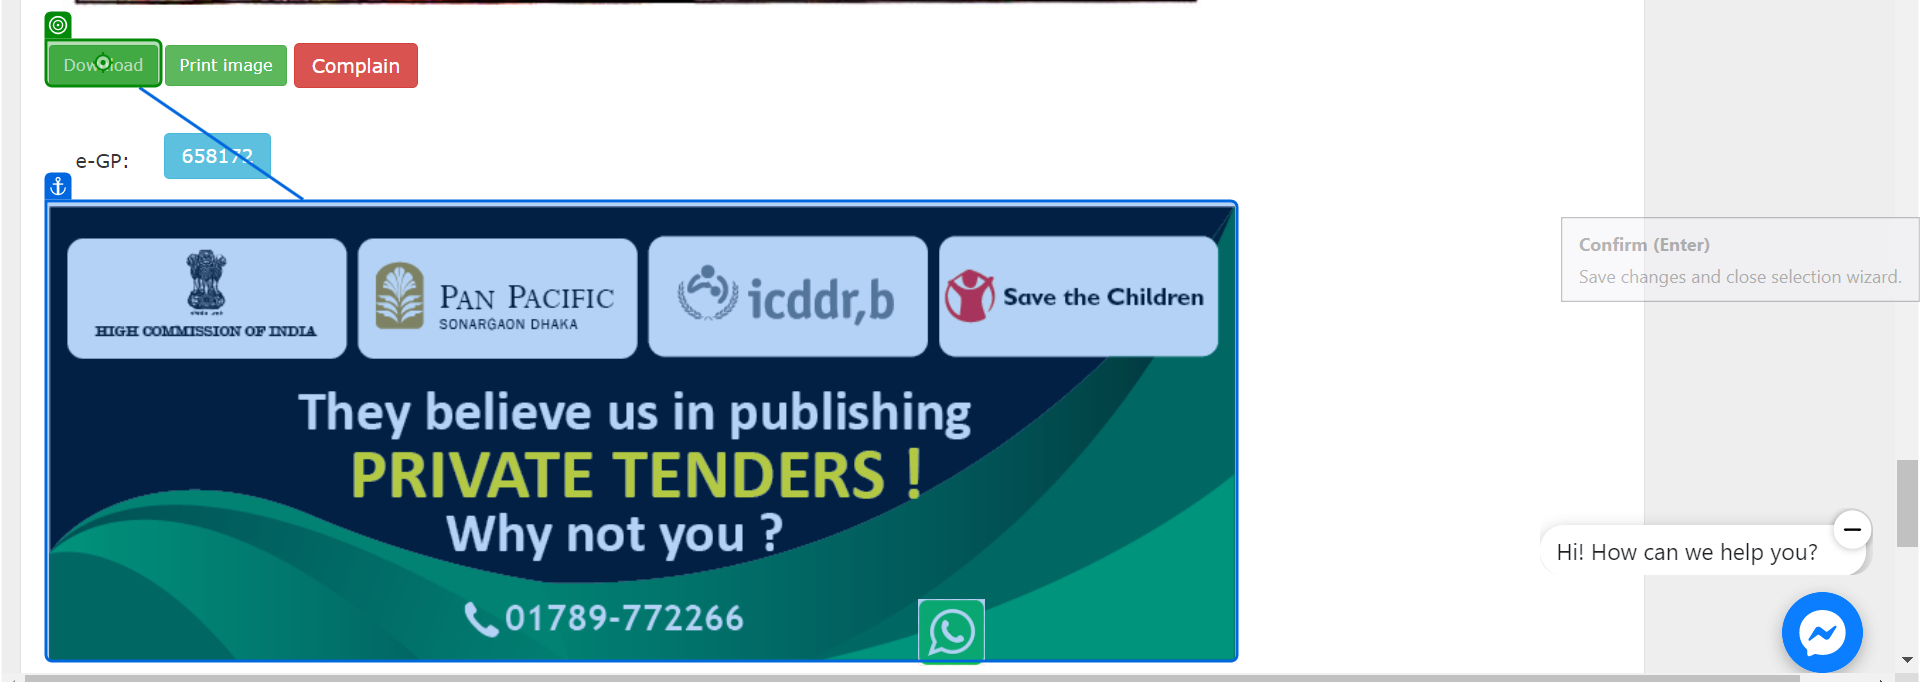 Download
Print image
Complain
e-GP:
658172
Confirm (Enter)
Save changes and close selection wizard.
HIGH COMMISSION OF INDIA
PAN PACIFIC
SONARGAON DHAKA
icddr,b
Save the Children
They believe us in publishing
PRIVATE TENDERS !
Why not you ?
01789-772266
Hi! How can we help you?